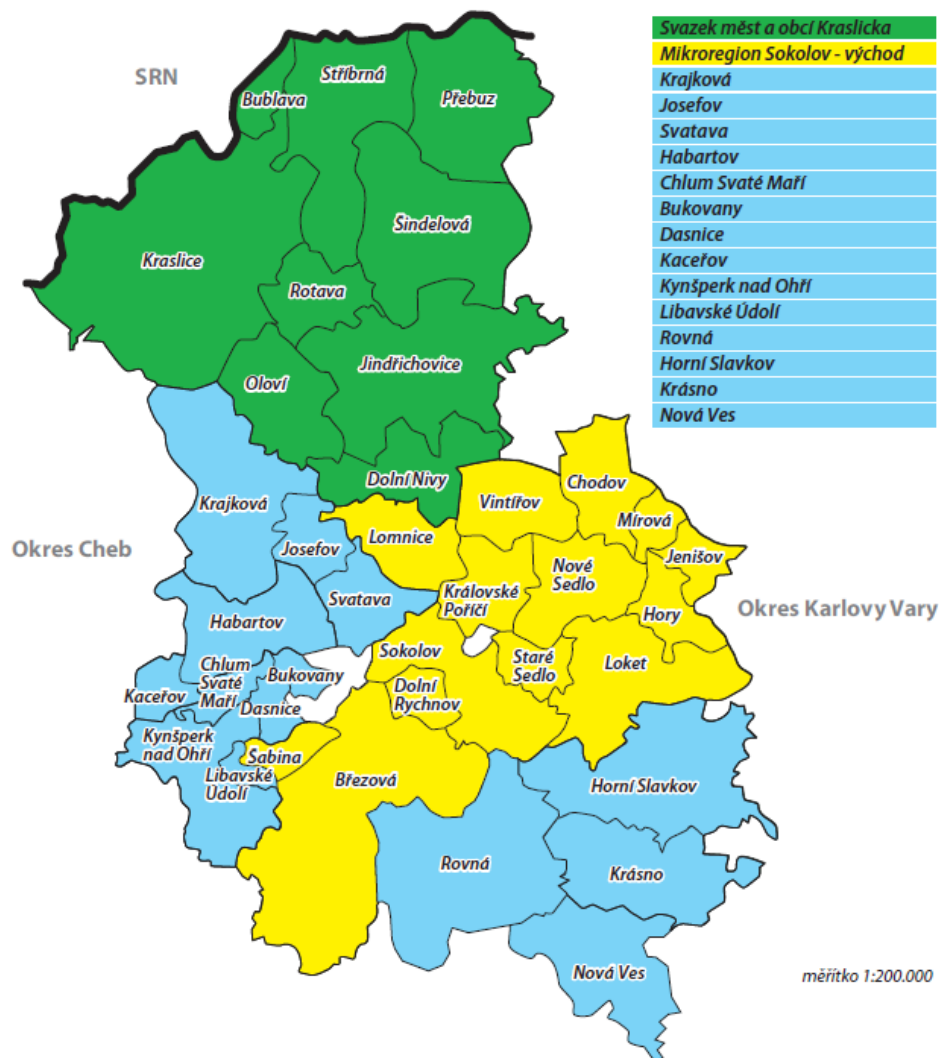 Svazek měst a obcí Kraslicka
Mikroregion Sokolov - východ
Krajková
Josefov
Svatava
Habartov
Chlum Svaté Maří
Bukovany
Dasnice
Kaceřov
Kynšperk nad Ohří
Libavské Údolí
Rovná
Horní Slavkov
Krásno
Nová Ves
SRN
Stříbrná
Bublava
Přebuz
Šindelová
Kraslice
Rotava
Jindřichovice
Oloví
Dolní Nivy
Krajková
Vintířov
Chodov
Mírová
Lomnice
Josefov
Okres Cheb
Jenišov
Nové
Sedlo
Královské
Poříčí
Svatava
Okres Karlovy Vary
Hory
Habartov
Sokolov
Staré
Sedlo
Loket
Chlum
Svaté
Maří
Bukovany
Dolní
Rychnov
Kaceřov
Dasnice
Kynšperk
nad Ohří
Šabina
Libavské
Údolí
Březová
Horní Slavkov
Rovná
Krásno
Nová Ves
měřítko 1:200.000